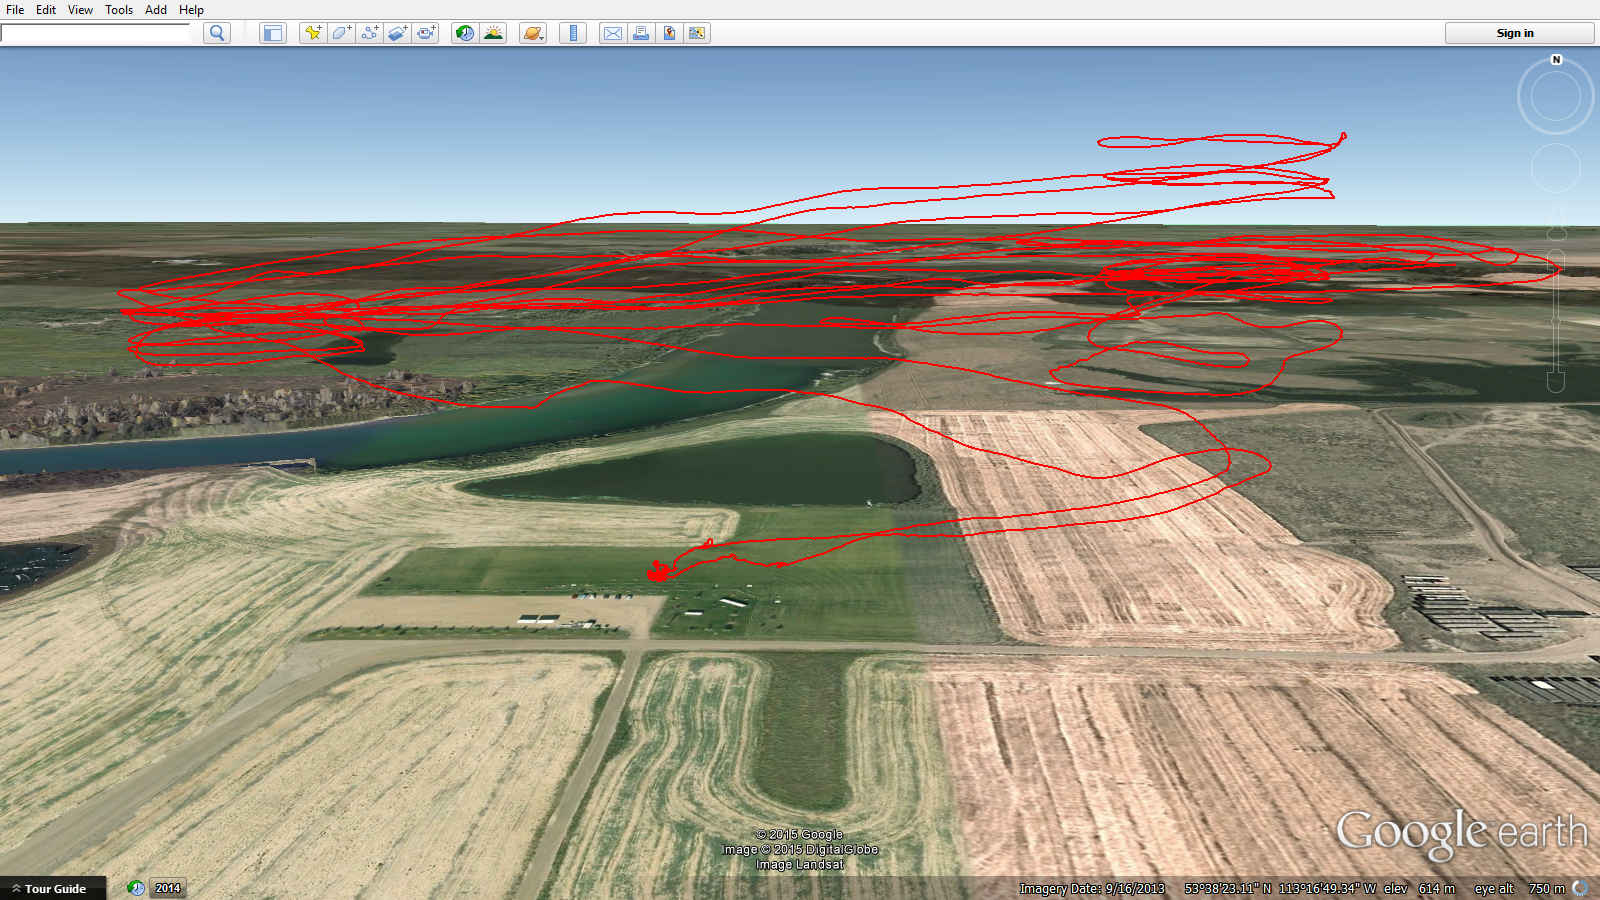 File Edit View Tools Add Help
Sign in
N
© 2015 Google
Image © 2015 DigitalGlobe
Image Landsat
Google earth
Tour Guide 2014 Imagery Date: 9/16/2013 53°38'23.11" N 113°16'49.34" W elev 614 m eye alt 750 m